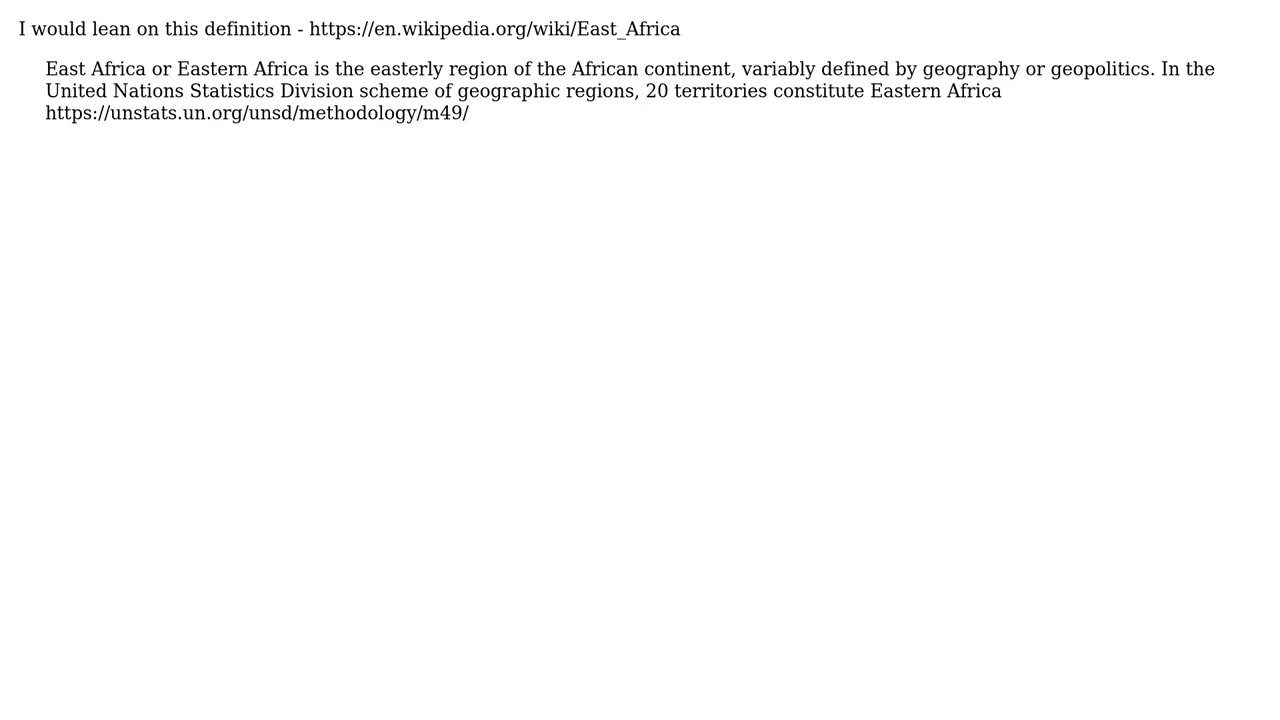 I would lean on this definition - https://en.wikipedia.org/wiki/East_Africa
East Africa or Eastern Africa is the easterly region of the African continent, variably defined by geography or geopolitics. In the
United Nations Statistics Division scheme of geographic regions, 20 territories constitute Eastern Africa
https://unstats.un.org/unsd/methodology/m49/